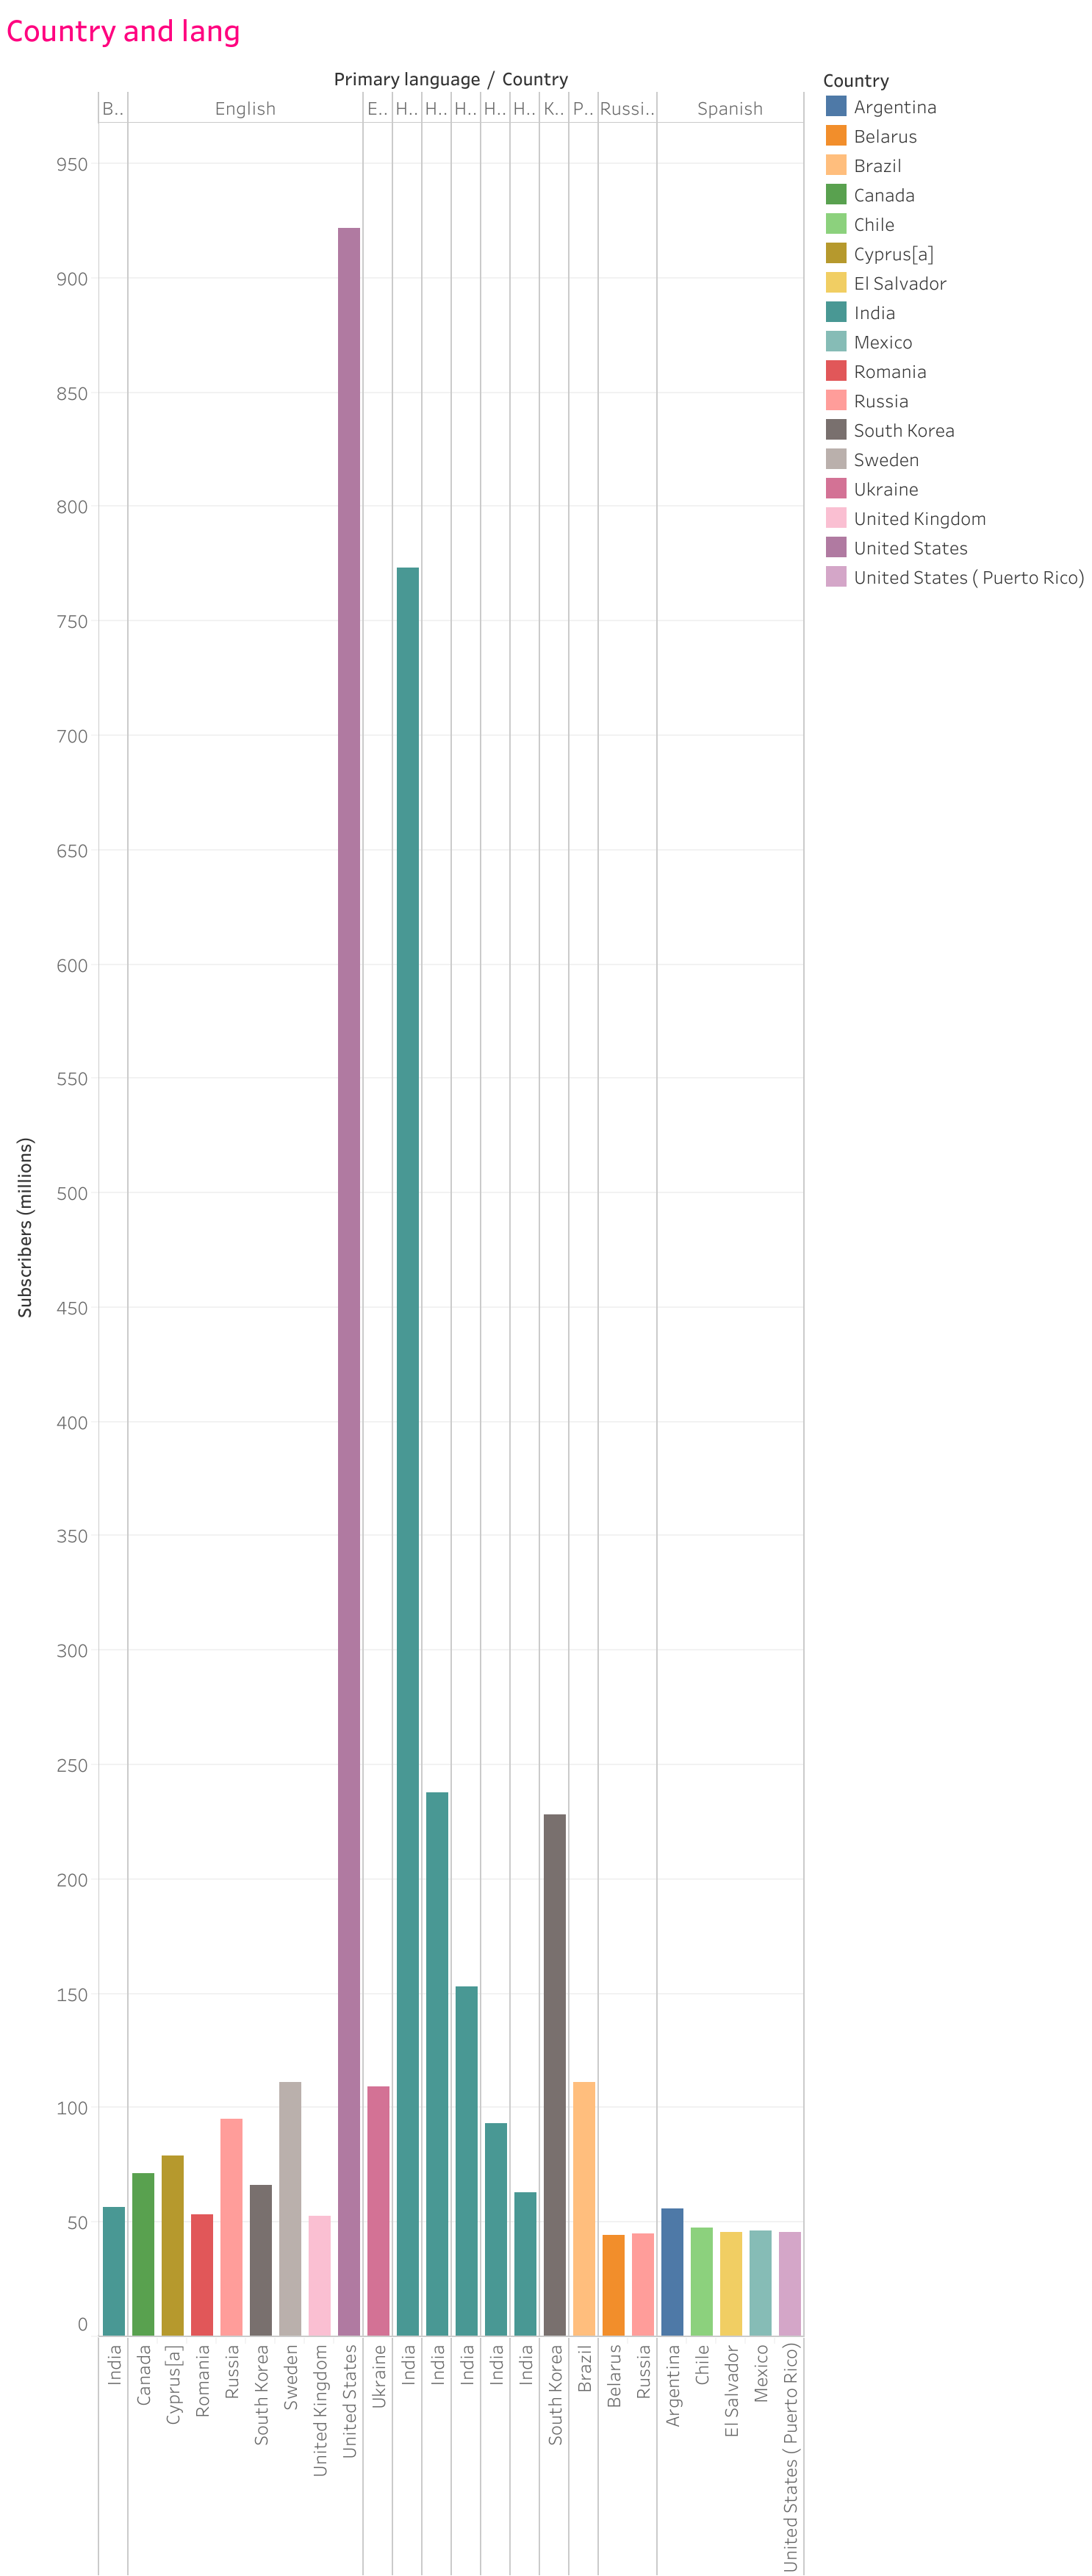 Country and lang
Primary language / Country
B..
English
E..
H..
H..
H..
H..
H..
K..
P..
Russi..
Spanish
950
900
850
800
750
700
650
600
550
500
450
400
350
300
250
200
150
100
50
0
Subscribers (millions)
India
Canada
Cyprus[a]
Romania
Russia
South Korea
Sweden
United Kingdom
United States
Ukraine
India
India
India
India
India
South Korea
Brazil
Belarus
Russia
Argentina
Chile
El Salvador
Mexico
United States ( Puerto Rico)
Country
Argentina
Belarus
Brazil
Canada
Chile
Cyprus[a]
El Salvador
India
Mexico
Romania
Russia
South Korea
Sweden
Ukraine
United Kingdom
United States
United States ( Puerto Rico)